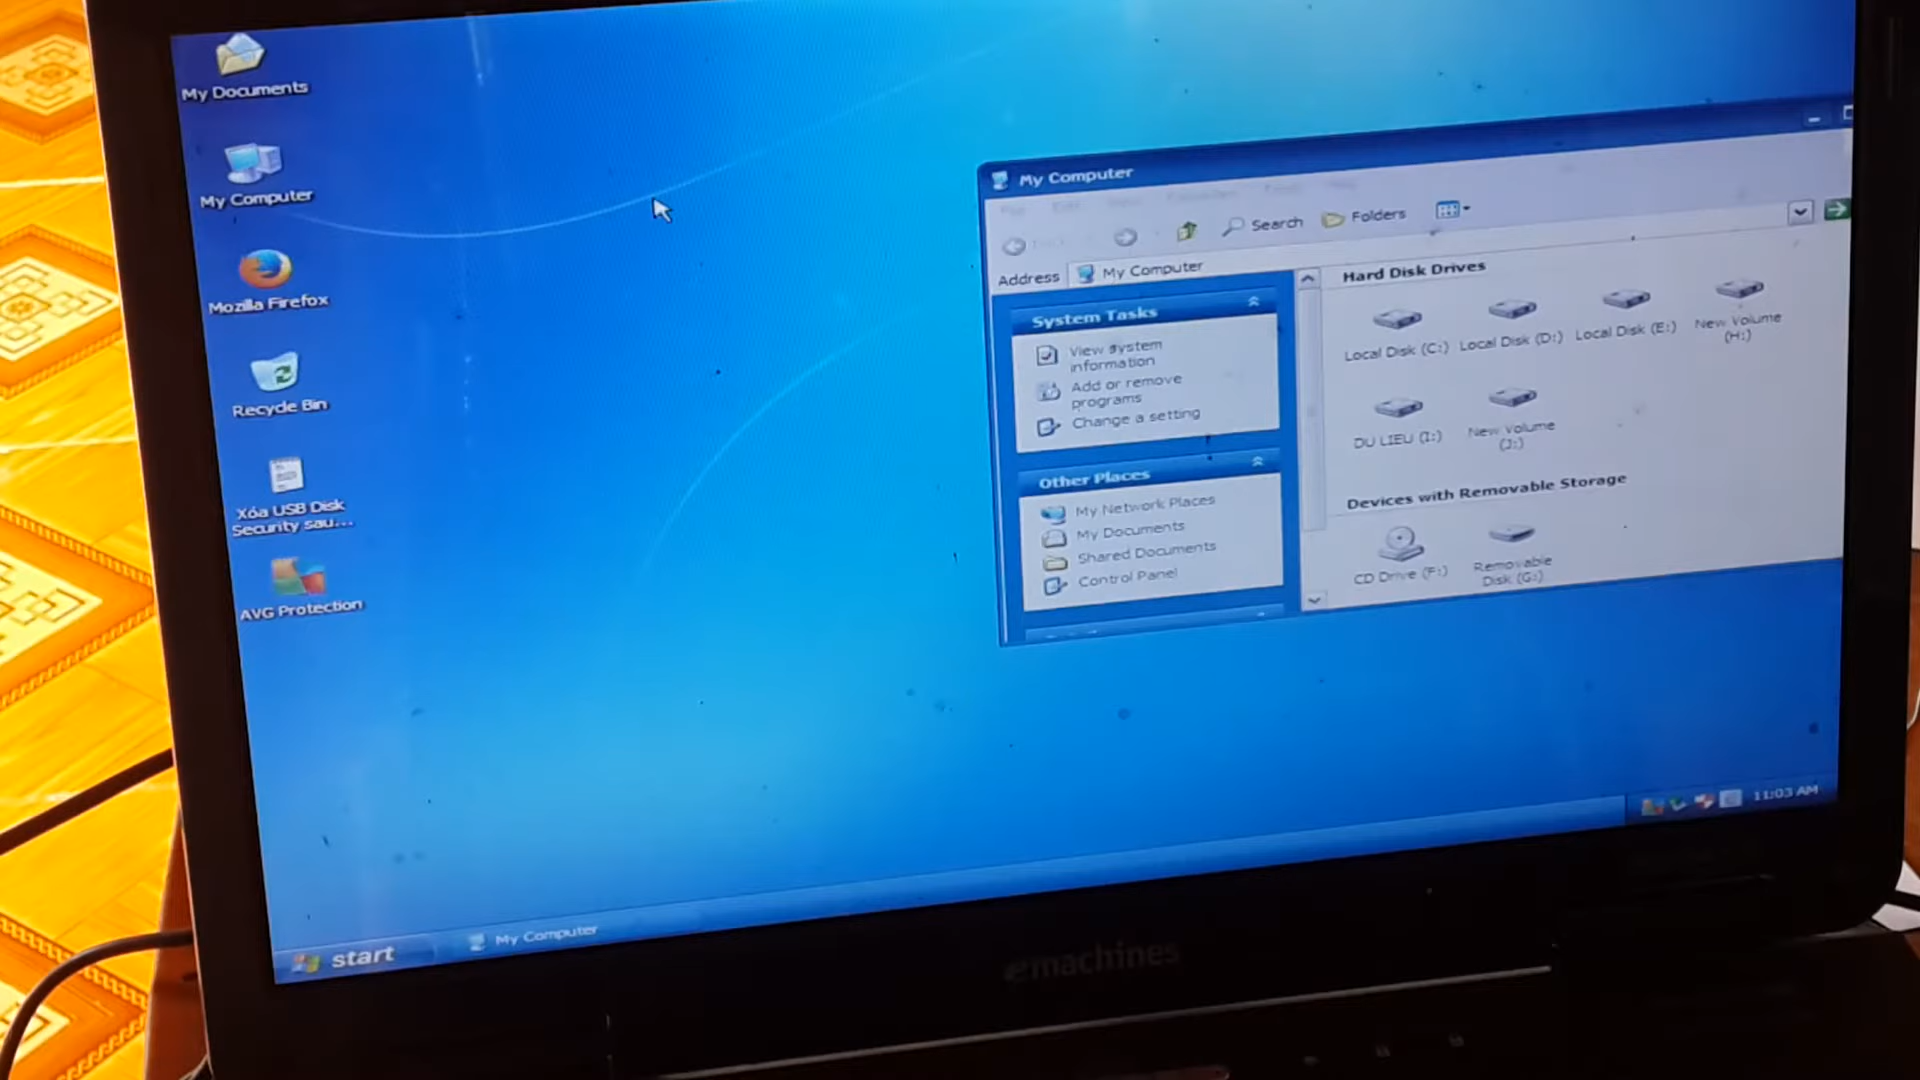 My Documents
My Computer
Mozilla Firefox
Recycle Bin
Xóa USB Disk
Security sau...
AVG Protection
My Computer
Search
Folders
Address
My Computer
System Tasks
View system
information
Add or remove
programs
Change a setting
Other Places
My Network Places
My Documents
Shared Documents
Control Panel
Hard Disk Drives
Local Disk (C:)
Local Disk (D:)
Local Disk (E:)
New Volume
(H:)
DU LIEU (I:)
New Volume
(J:)
Devices with Removable Storage
CD Drive (F:)
Removable
Disk (G:)
start
My Computer
11:03 AM
emachines